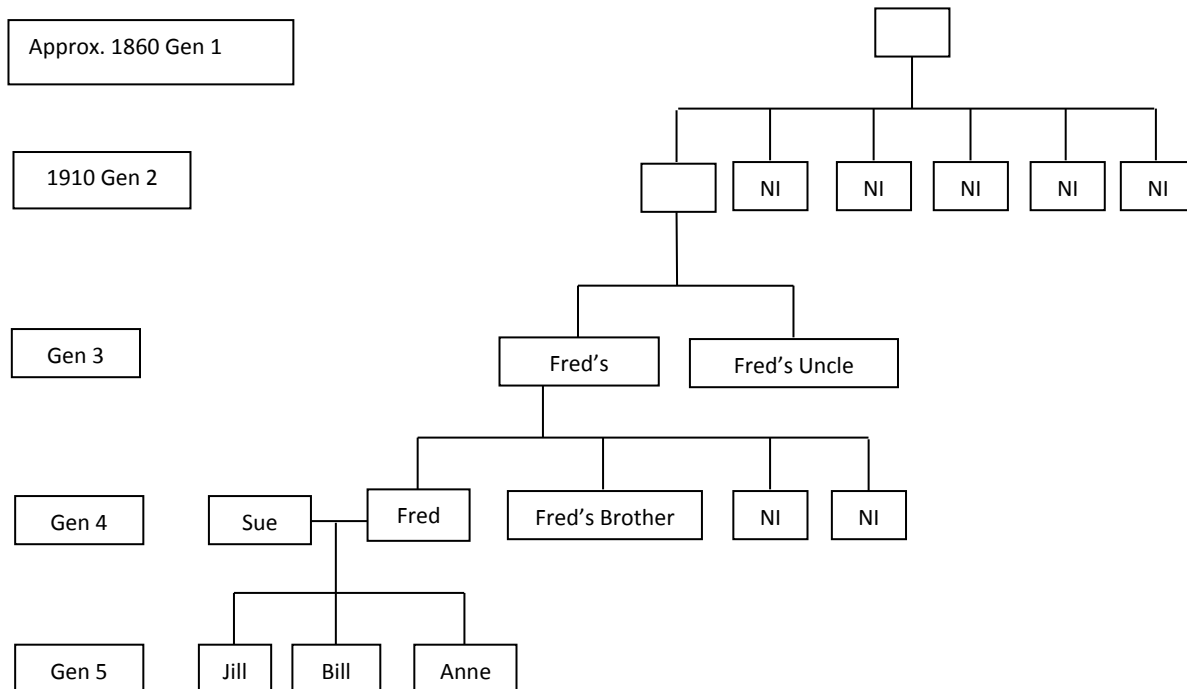 Approx. 1860 Gen 1
1910 Gen 2
NI
NI
NI
NI
NI
Gen 3
Fred’s
Fred’s Uncle
Gen 4
Sue
Fred
Fred’s Brother
NI
NI
Gen 5
Jill
Bill
Anne